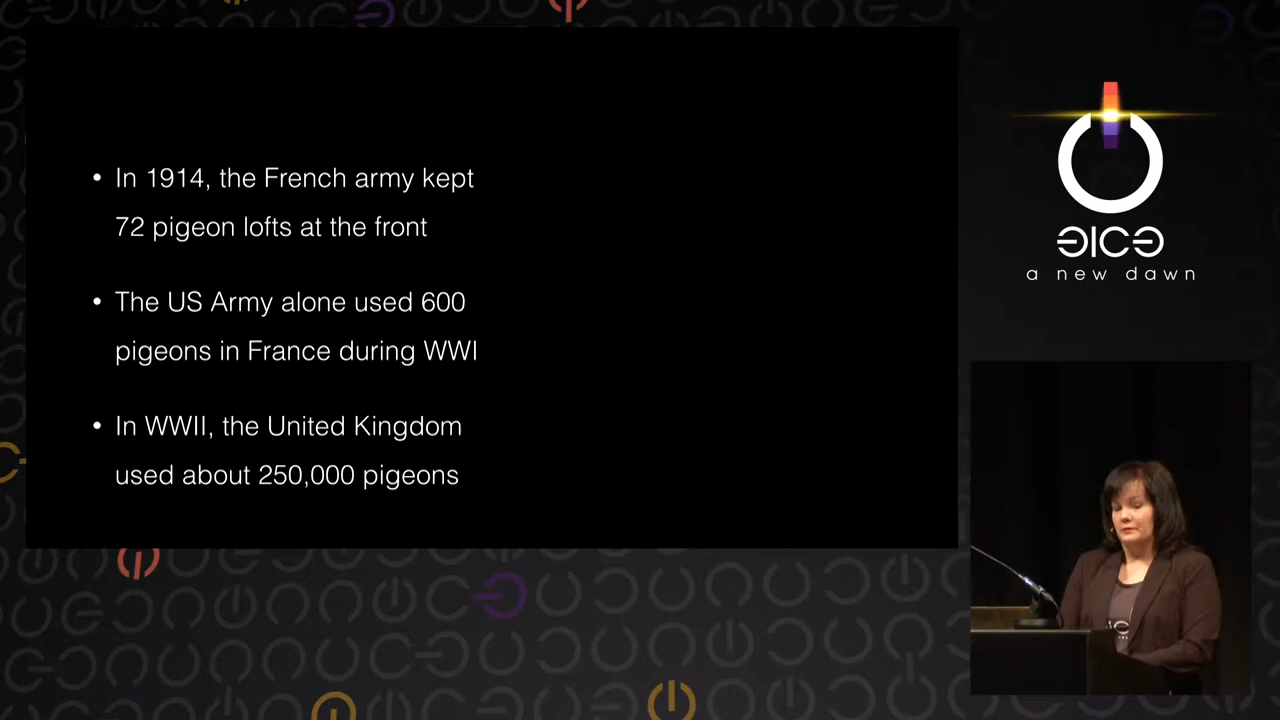 • In 1914, the French army kept
72 pigeon lofts at the front
• The US Army alone used 600
pigeons in France during WWI
• In WWII, the United Kingdom
used about 250,000 pigeons
a new dawn